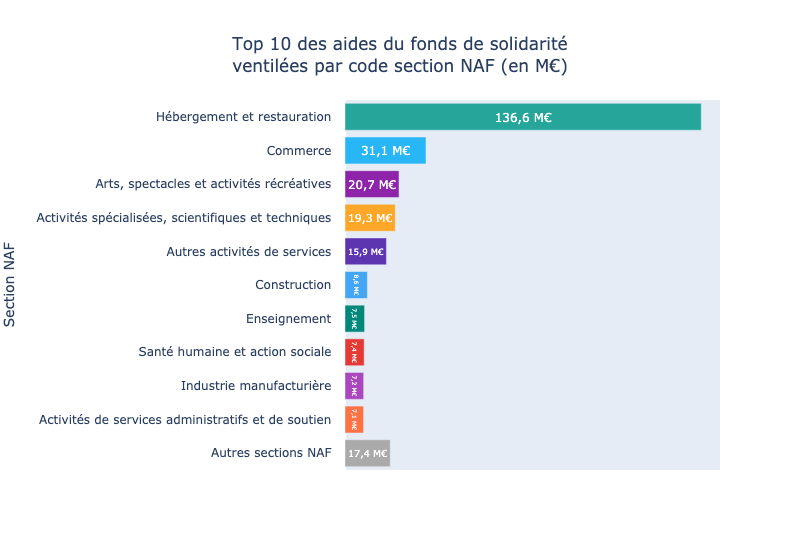 Top 10 des aides du fonds de solidarité
ventilées par code section NAF (en M€)
Section NAF
Hébergement et restauration 136,6 M€
Commerce 31,1 M€
Arts, spectacles et activités récréatives 20,7 M€
Activités spécialisées, scientifiques et techniques 19,3 M€
Autres activités de services 15,9 M€
Construction 8,6 M€
Enseignement 7,5 M€
Santé humaine et action sociale 7,4 M€
Industrie manufacturière 7,2 M€
Activités de services administratifs et de soutien 7,1 M€
Autres sections NAF 17,4 M€